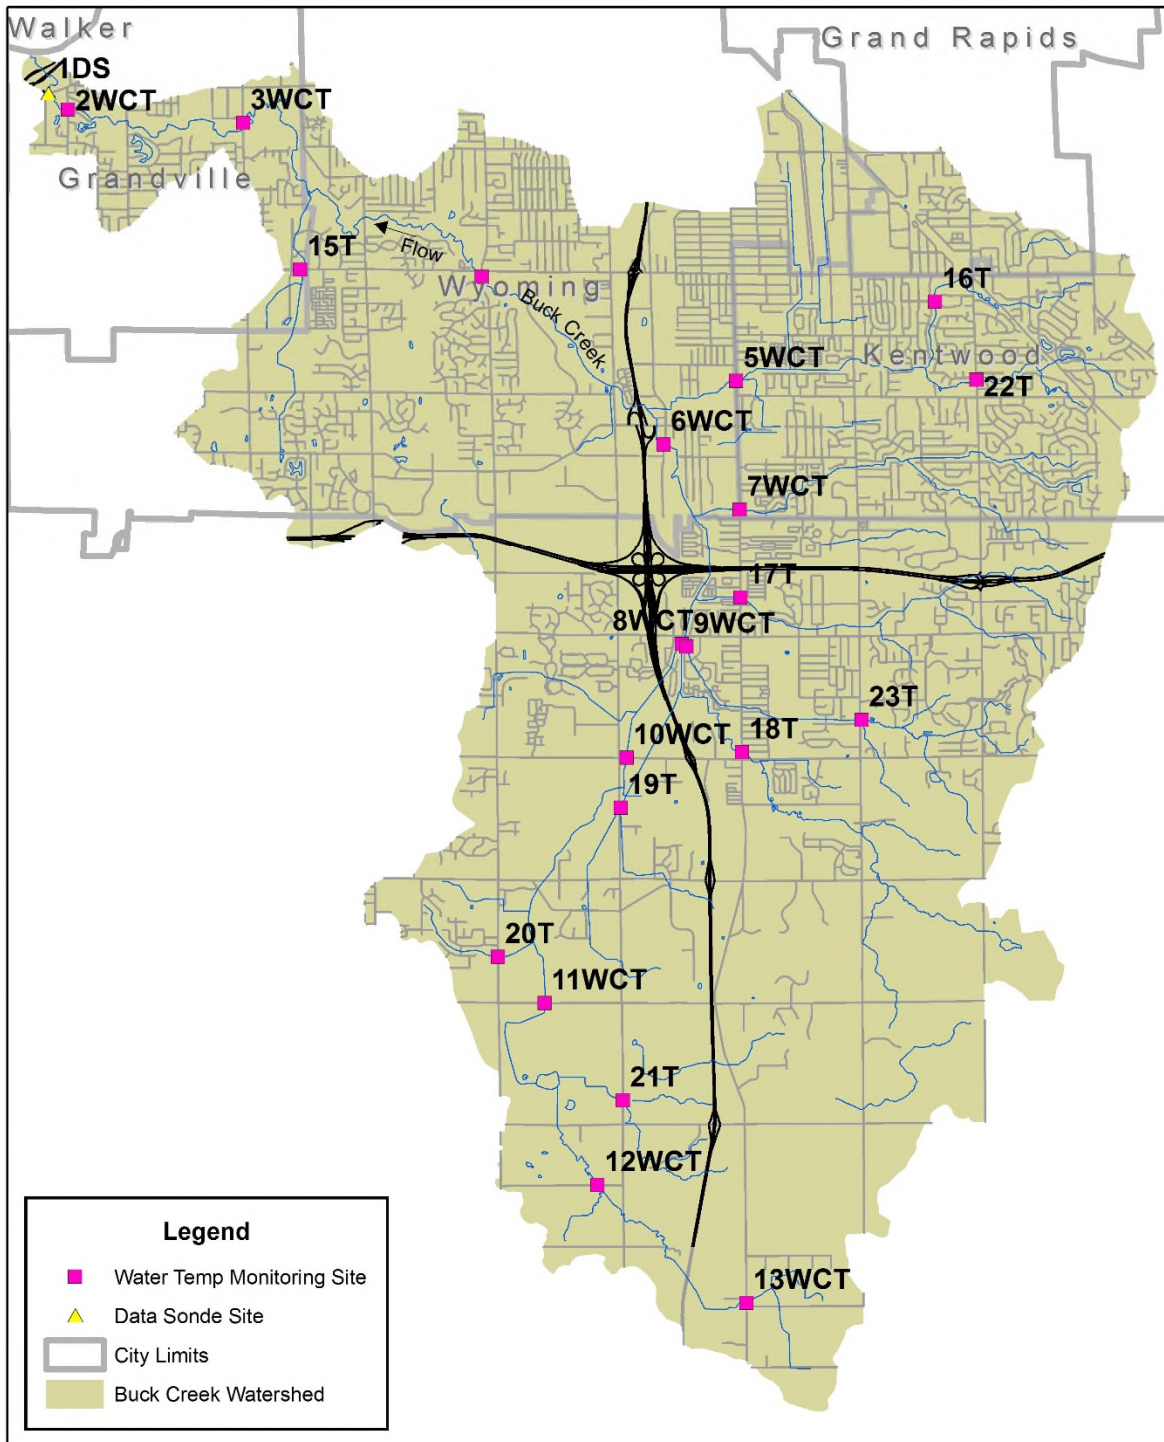 Walker
Grand Rapids
1DS
2WCT
3WCT
Grandville
15T
Flow
Wyoming
Buck Creek
16T
Kentwood
5WCT
22T
6WCT
7WCT
17T
8WCT
9WCT
23T
10WCT
18T
19T
20T
11WCT
21T
12WCT
13WCT
Legend
Water Temp Monitoring Site
Data Sonde Site
City Limits
Buck Creek Watershed